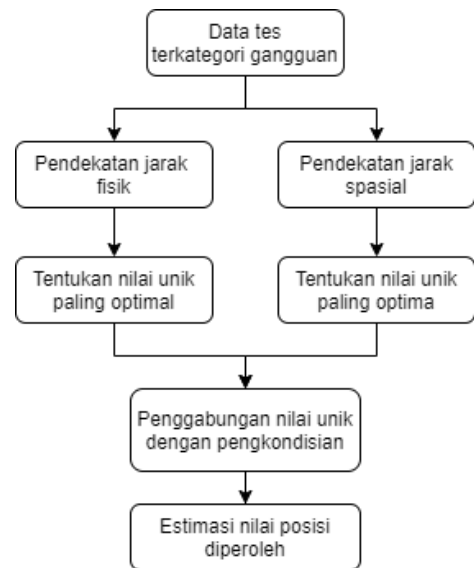 Data tes
terkategori gangguan
Pendekatan jarak
fisik
Pendekatan jarak
spasial
Tentukan nilai unik
paling optimal
Tentukan nilai unik
paling optima
Penggabungan nilai unik
dengan pengkondisian
Estimasi nilai posisi
diperoleh